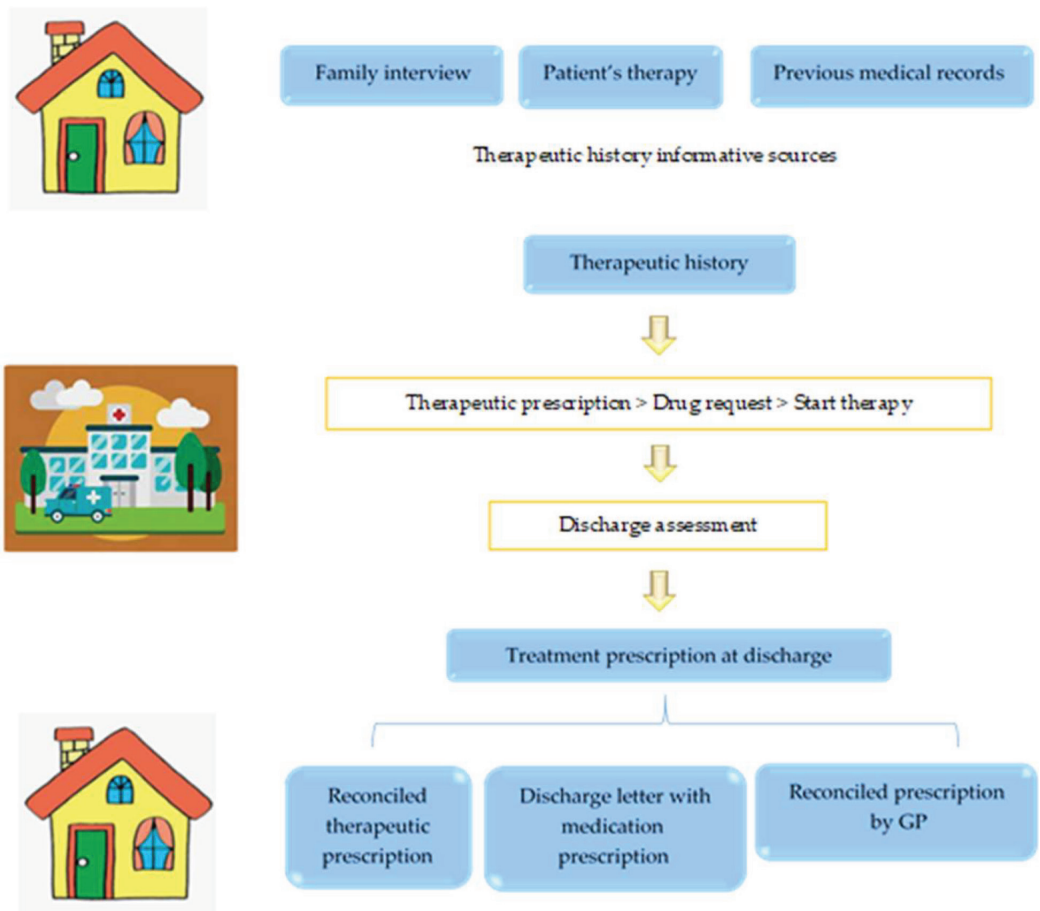 Family interview
Patient's therapy
Previous medical records
Therapeutic history informative sources
Therapeutic history
Therapeutic prescription > Drug request > Start therapy
Discharge assessment
Treatment prescription at discharge
Reconciled
therapeutic
prescription
Discharge letter with
medication
prescription
Reconciled prescription
by GP